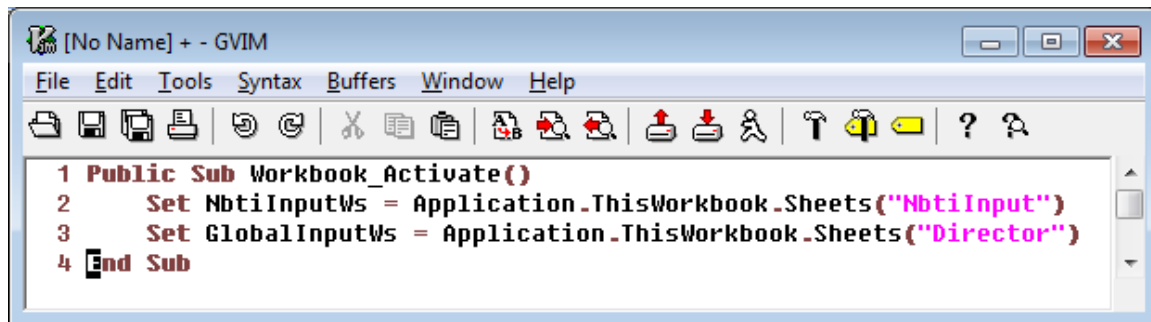 [No Name] + - GVIM
File Edit Tools Syntax Buffers Window Help
1 Public Sub Workbook_Activate()
2 Set NbtiInputWs = Application.ThisWorkbook.Sheets("NbtiInput")
3 Set GlobalInputWs = Application.ThisWorkbook.Sheets("Director")
4 End Sub